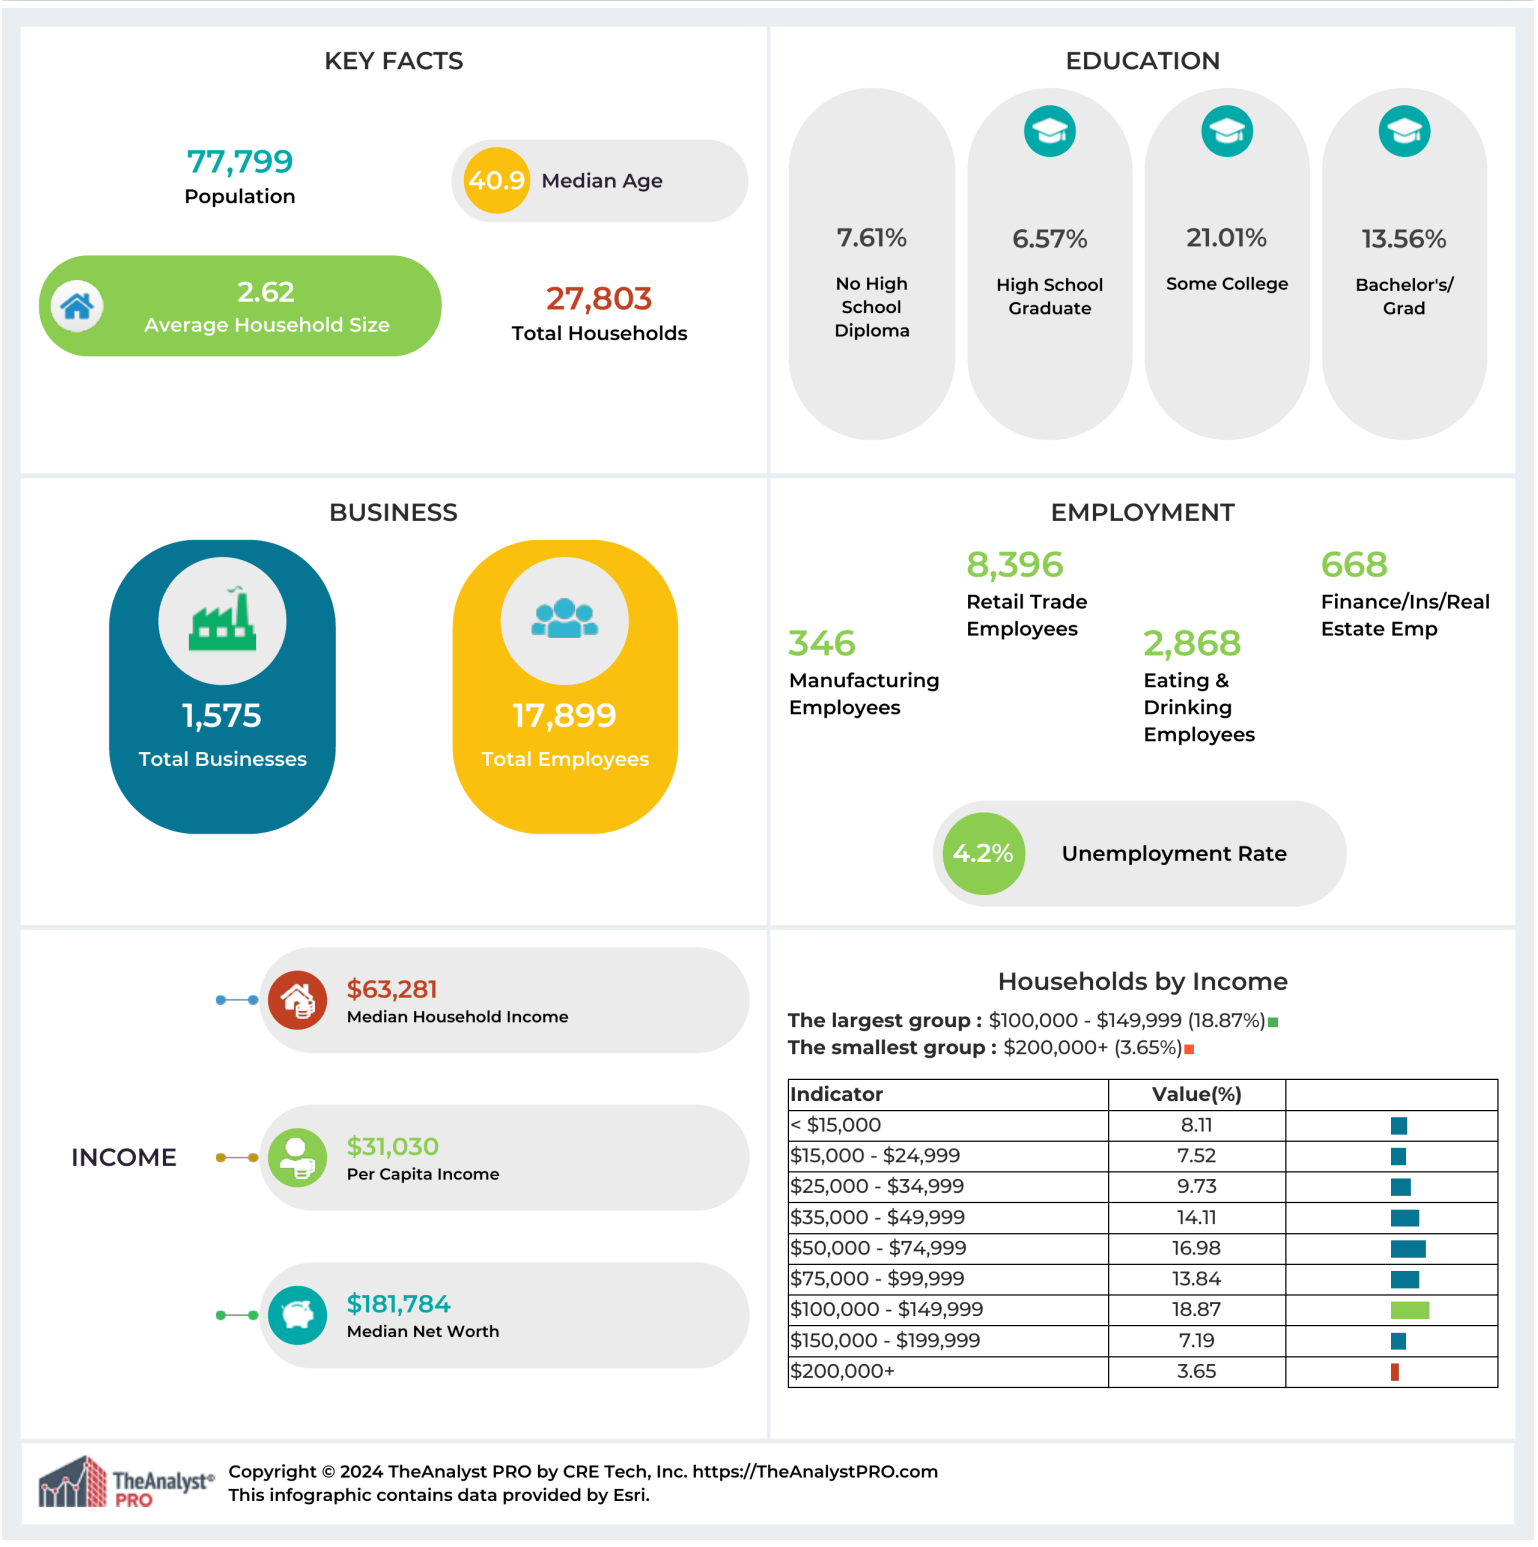 KEY FACTS
77,799
Population
40.9 Median Age
2.62
Average Household Size
27,803
Total Households
EDUCATION
7.61%
No High
School
Diploma
6.57%
High School
Graduate
21.01%
Some College
13.56%
Bachelor's/
Grad
BUSINESS
1,575
Total Businesses
17,899
Total Employees
EMPLOYMENT
346
Manufacturing
Employees
8,396
Retail Trade
Employees
2,868
Eating &
Drinking
Employees
668
Finance/Ins/Real
Estate Emp
4.2% Unemployment Rate
INCOME
$63,281
Median Household Income
$31,030
Per Capita Income
$181,784
Median Net Worth
Households by Income
The largest group : $100,000 - $149,999 (18.87%)
The smallest group : $200,000+ (3.65%)
Indicator Value(%)
< $15,000 8.11
$15,000 - $24,999 7.52
$25,000 - $34,999 9.73
$35,000 - $49,999 14.11
$50,000 - $74,999 16.98
$75,000 - $99,999 13.84
$100,000 - $149,999 18.87
$150,000 - $199,999 7.19
$200,000+ 3.65
TheAnalyst®
PRO
Copyright © 2024 TheAnalyst PRO by CRE Tech, Inc. https://TheAnalystPRO.com
This infographic contains data provided by Esri.